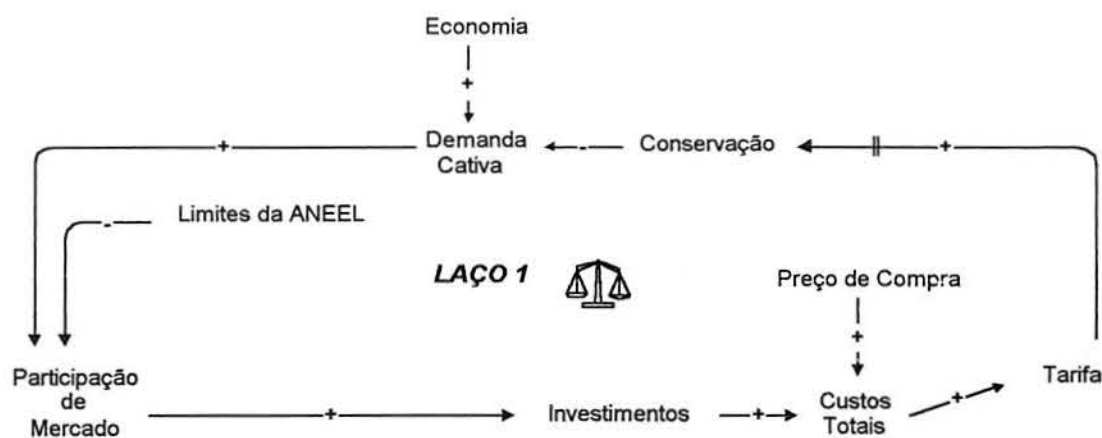 Economia
+
+
Demanda
Cativa
-
Conservação
+
-
Limites da ANEEL
LAÇO 1
Preço de Compra
+
Participação
de
Mercado
+
Investimentos
+
Custos
Totais
+
Tarifa